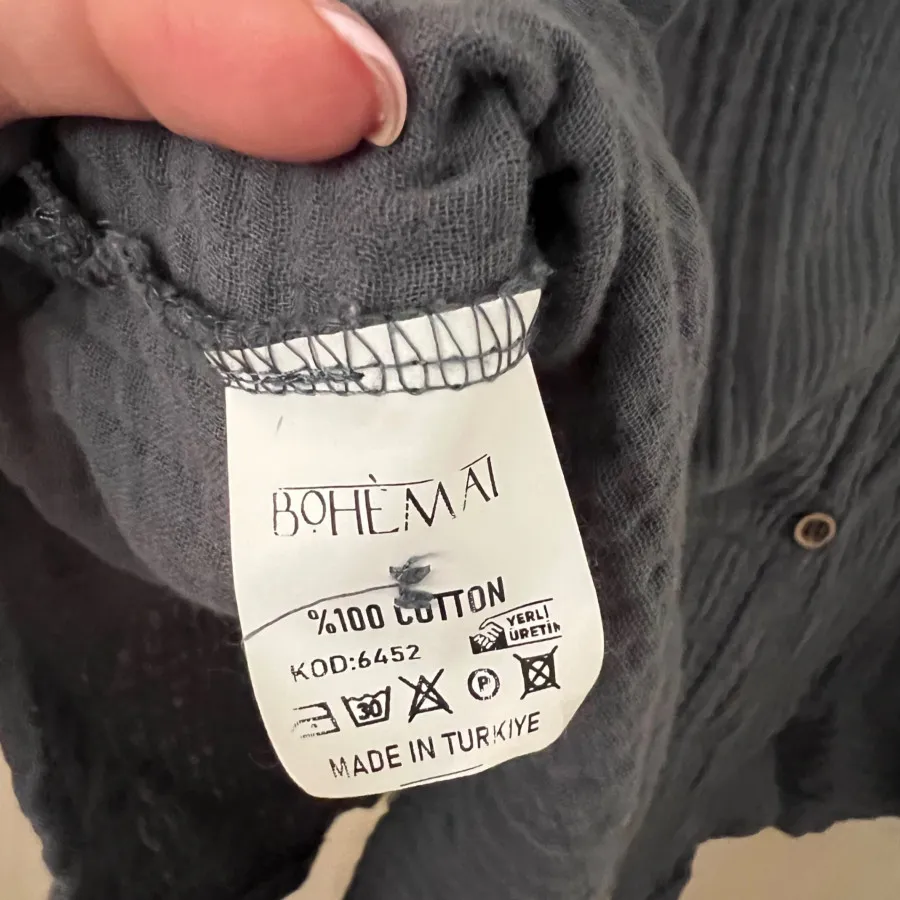 BOHÈMAI
%100 COTTON
YERLİ
ÜRETİM
KOD:6452
30
P
MADE IN TURKIYE